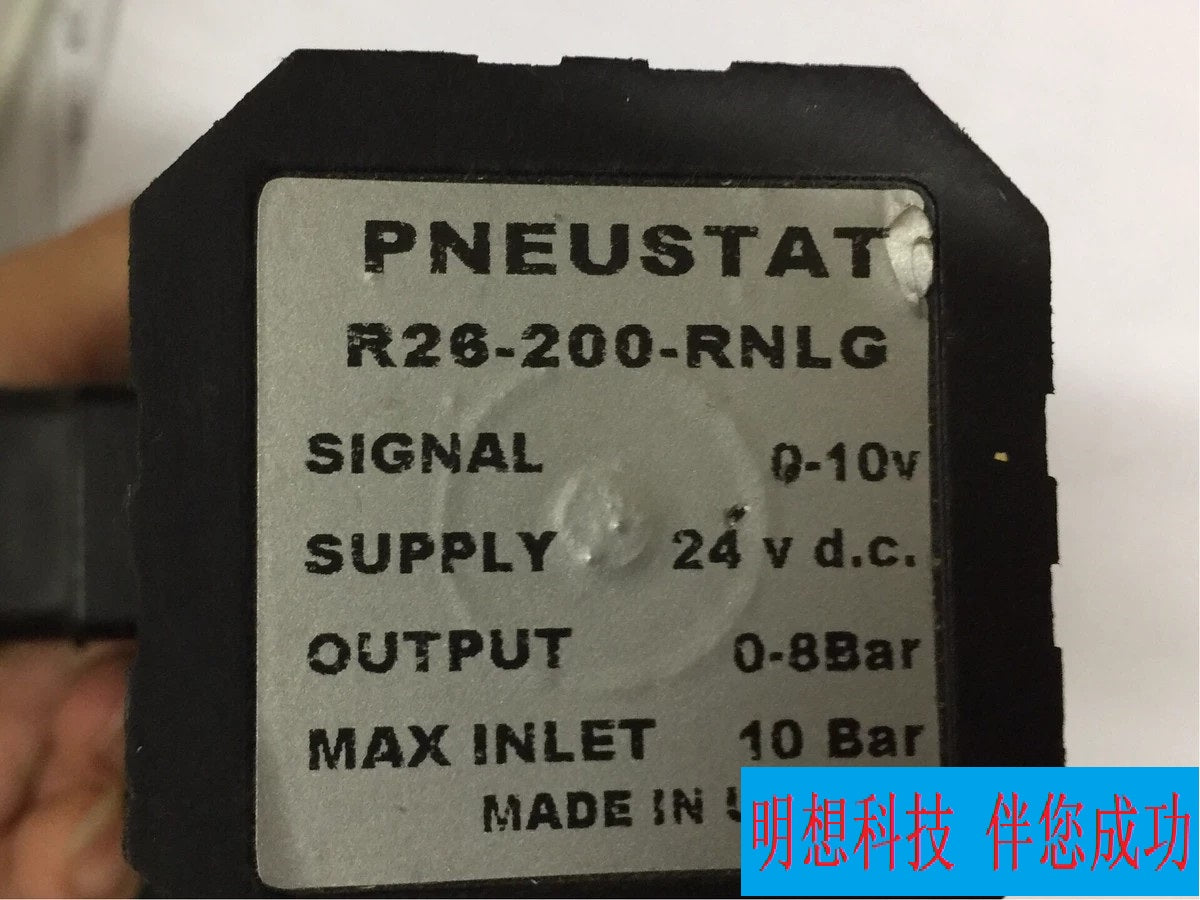 PNEUSTAT
R26-200-RNLG
SIGNAL 0-10v
SUPPLY 24 v d.c.
OUTPUT 0-8Bar
MAX INLET 10 Bar
MADE IN
明想科技 伴您成功